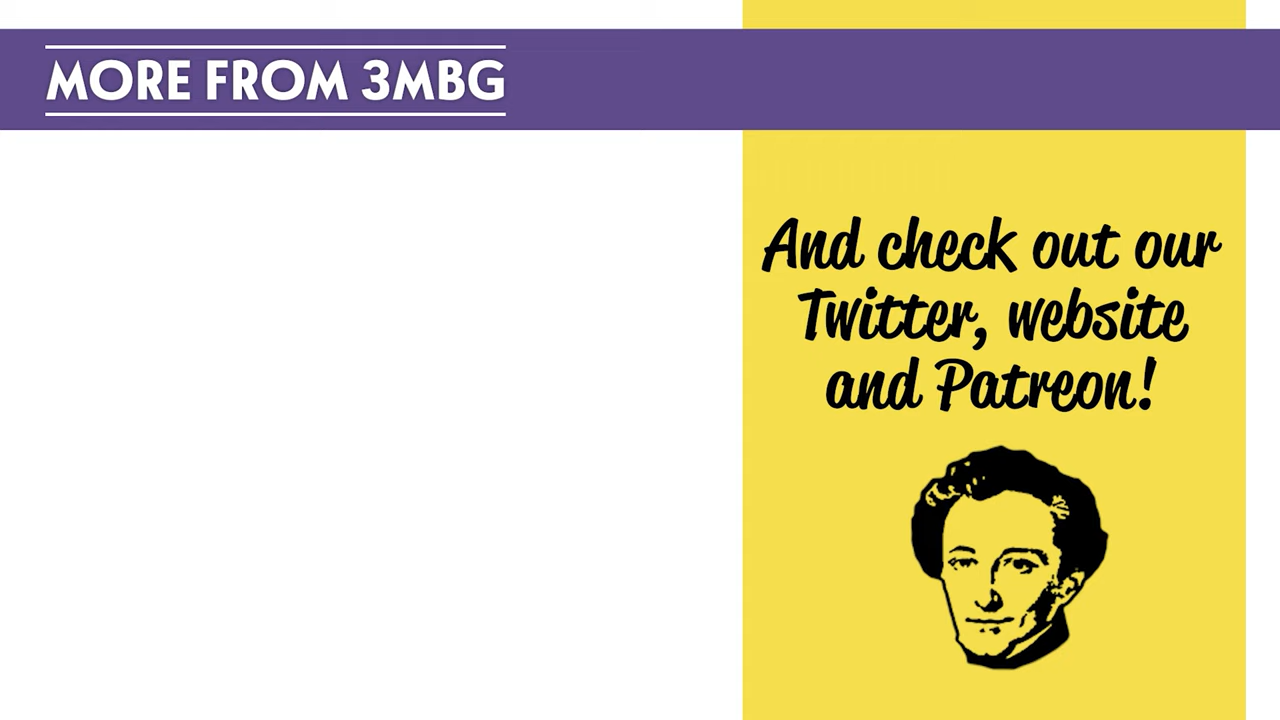 MORE FROM 3MBG
And check out our
Twitter, website
and Patreon!